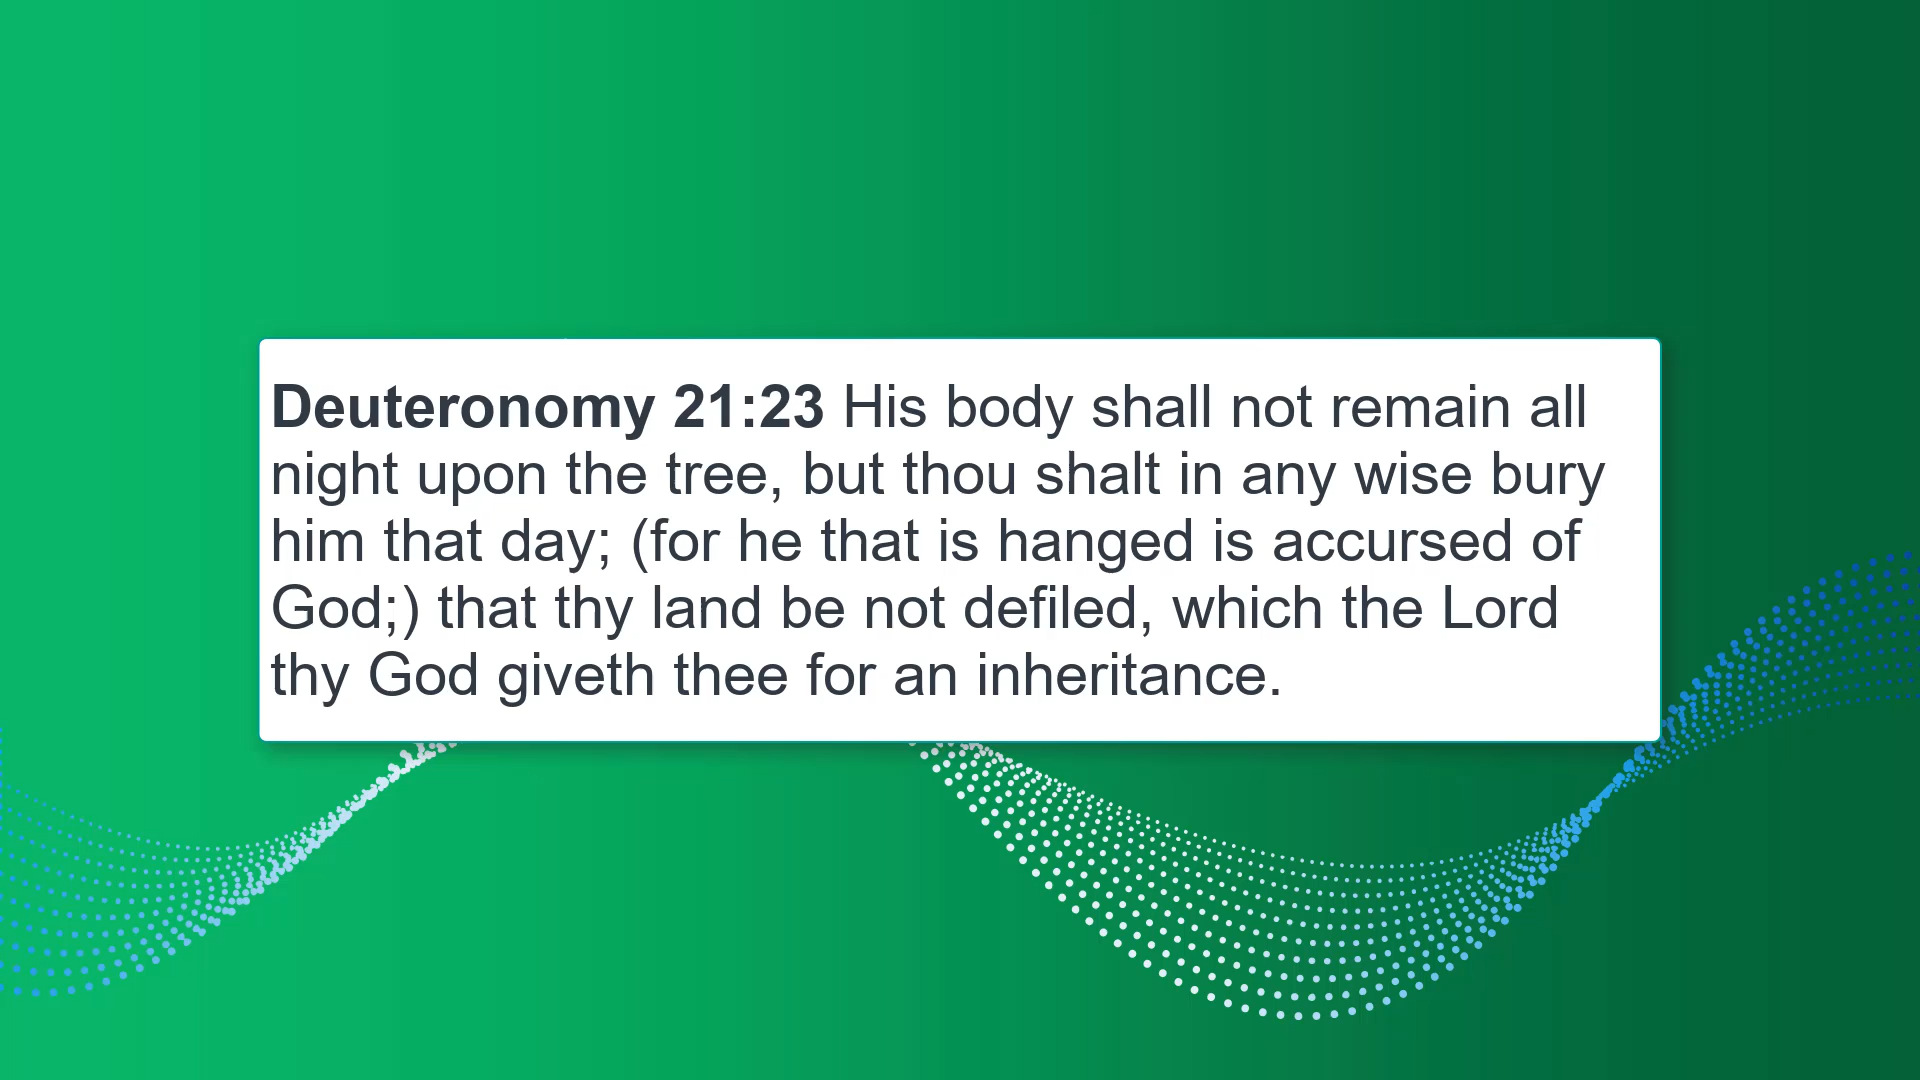 Deuteronomy 21:23 His body shall not remain all
night upon the tree, but thou shalt in any wise bury
him that day; (for he that is hanged is accursed of
God;) that thy land be not defiled, which the Lord
thy God giveth thee for an inheritance.